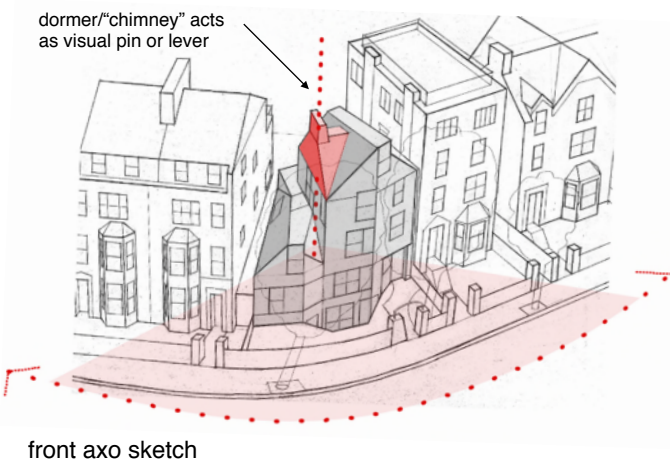 dormer/“chimney” acts
as visual pin or lever
front axo sketch